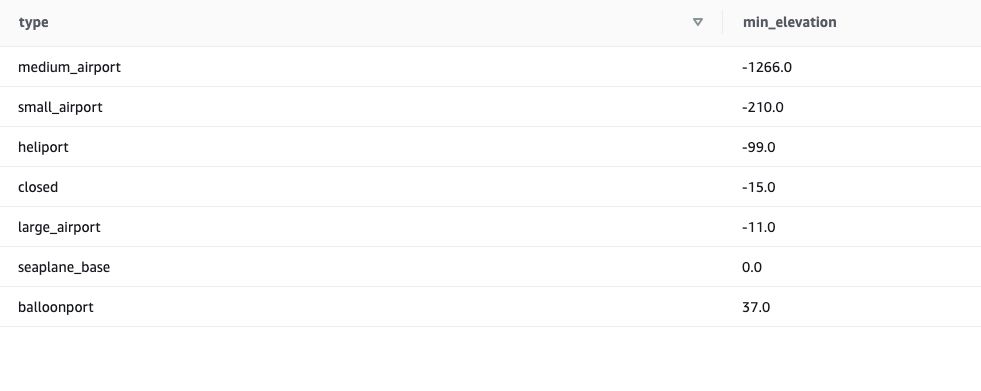 type min_elevation
medium_airport -1266.0
small_airport -210.0
heliport -99.0
closed -15.0
large_airport -11.0
seaplane_base 0.0
balloonport 37.0